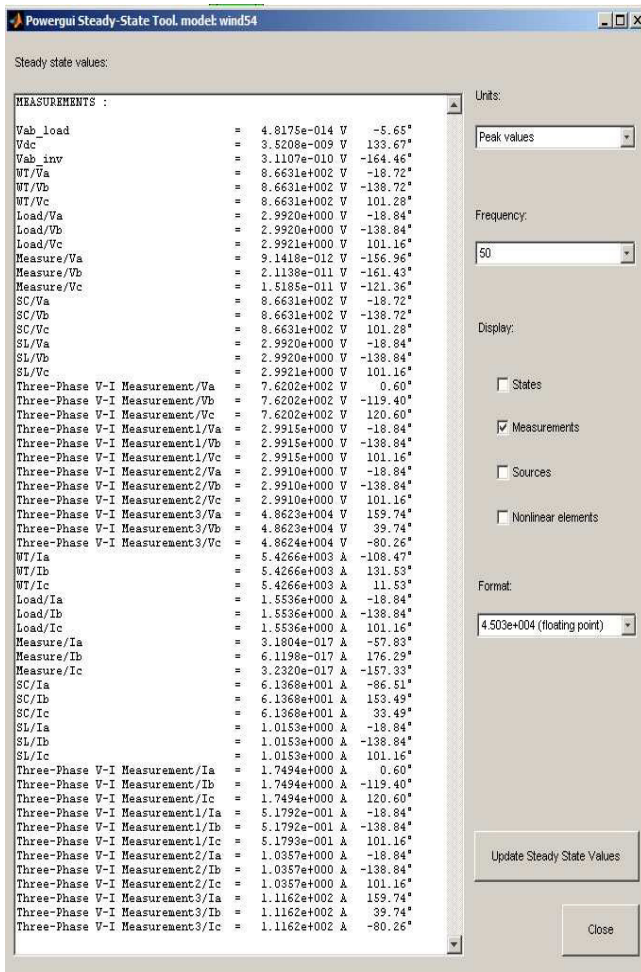 Powergui Steady-State Tool. model: wind54
Steady state values:
MEASUREMENTS :
Vab_load = 4.8175e-014 V -5.65°
Vdc = 3.5208e-009 V 133.67°
Vab_inv = 3.1107e-010 V -164.46°
WT/Va = 8.6631e+002 V -18.72°
WT/Vb = 8.6631e+002 V -138.72°
WT/Vc = 8.6631e+002 V 101.28°
Load/Va = 2.9920e+000 V -18.84°
Load/Vb = 2.9920e+000 V -138.84°
Load/Vc = 2.9921e+000 V 101.16°
Measure/Va = 9.1418e-012 V -156.96°
Measure/Vb = 2.1138e-011 V -161.43°
Measure/Vc = 1.5185e-011 V -121.36°
SC/Va = 8.6631e+002 V -18.72°
SC/Vb = 8.6631e+002 V -138.72°
SC/Vc = 8.6631e+002 V 101.28°
SL/Va = 2.9920e+000 V -18.84°
SL/Vb = 2.9920e+000 V -138.84°
SL/Vc = 2.9921e+000 V 101.16°
Three-Phase V-I Measurement/Va = 7.6202e+002 V 0.60°
Three-Phase V-I Measurement/Vb = 7.6202e+002 V -119.40°
Three-Phase V-I Measurement/Vc = 7.6202e+002 V 120.60°
Three-Phase V-I Measurement1/Va = 2.9915e+000 V -18.84°
Three-Phase V-I Measurement1/Vb = 2.9915e+000 V -138.84°
Three-Phase V-I Measurement1/Vc = 2.9915e+000 V 101.16°
Three-Phase V-I Measurement2/Va = 2.9910e+000 V -18.84°
Three-Phase V-I Measurement2/Vb = 2.9910e+000 V -138.84°
Three-Phase V-I Measurement2/Vc = 2.9910e+000 V 101.16°
Three-Phase V-I Measurement3/Va = 4.8623e+004 V 159.74°
Three-Phase V-I Measurement3/Vb = 4.8623e+004 V 39.74°
Three-Phase V-I Measurement3/Vc = 4.8624e+004 V -80.26°
WT/Ia = 5.4266e+003 A -108.47°
WT/Ib = 5.4266e+003 A 131.53°
WT/Ic = 5.4266e+003 A 11.53°
Load/Ia = 1.5536e+000 A -18.84°
Load/Ib = 1.5536e+000 A -138.84°
Load/Ic = 1.5536e+000 A 101.16°
Measure/Ia = 3.1804e-017 A -57.83°
Measure/Ib = 6.1198e-017 A 176.29°
Measure/Ic = 3.2320e-017 A -157.33°
SC/Ia = 6.1368e+001 A -86.51°
SC/Ib = 6.1368e+001 A 153.49°
SC/Ic = 6.1368e+001 A 33.49°
SL/Ia = 1.0153e+000 A -18.84°
SL/Ib = 1.0153e+000 A -138.84°
SL/Ic = 1.0153e+000 A 101.16°
Three-Phase V-I Measurement/Ia = 1.7494e+000 A 0.60°
Three-Phase V-I Measurement/Ib = 1.7494e+000 A -119.40°
Three-Phase V-I Measurement/Ic = 1.7494e+000 A 120.60°
Three-Phase V-I Measurement1/Ia = 5.1792e-001 A -18.84°
Three-Phase V-I Measurement1/Ib = 5.1792e-001 A -138.84°
Three-Phase V-I Measurement1/Ic = 5.1793e-001 A 101.16°
Three-Phase V-I Measurement2/Ia = 1.0357e+000 A -18.84°
Three-Phase V-I Measurement2/Ib = 1.0357e+000 A -138.84°
Three-Phase V-I Measurement2/Ic = 1.0357e+000 A 101.16°
Three-Phase V-I Measurement3/Ia = 1.1162e+002 A 159.74°
Three-Phase V-I Measurement3/Ib = 1.1162e+002 A 39.74°
Three-Phase V-I Measurement3/Ic = 1.1162e+002 A -80.26°
Units:
Peak values
Frequency:
50
Display:
States
Measurements
Sources
Nonlinear elements
Format:
4.503e+004 (floating point)
Update Steady State Values
Close